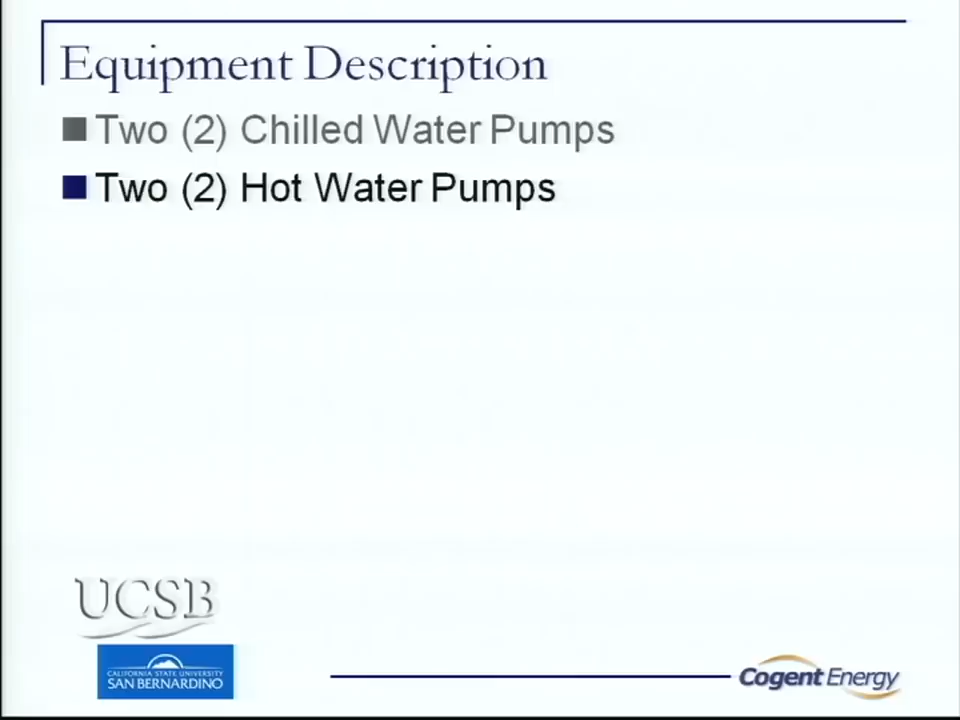 Equipment Description
Two (2) Chilled Water Pumps
Two (2) Hot Water Pumps
UCSB
CALIFORNIA STATE UNIVERSITY
SAN BERNARDINO
Cogent Energy